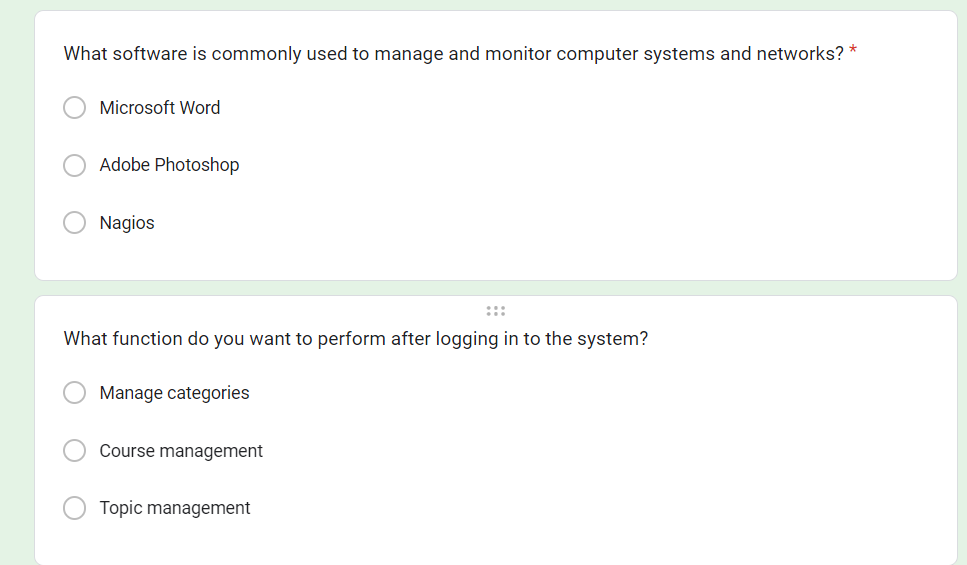 What software is commonly used to manage and monitor computer systems and networks? *
Microsoft Word
Adobe Photoshop
Nagios
What function do you want to perform after logging in to the system?
Manage categories
Course management
Topic management